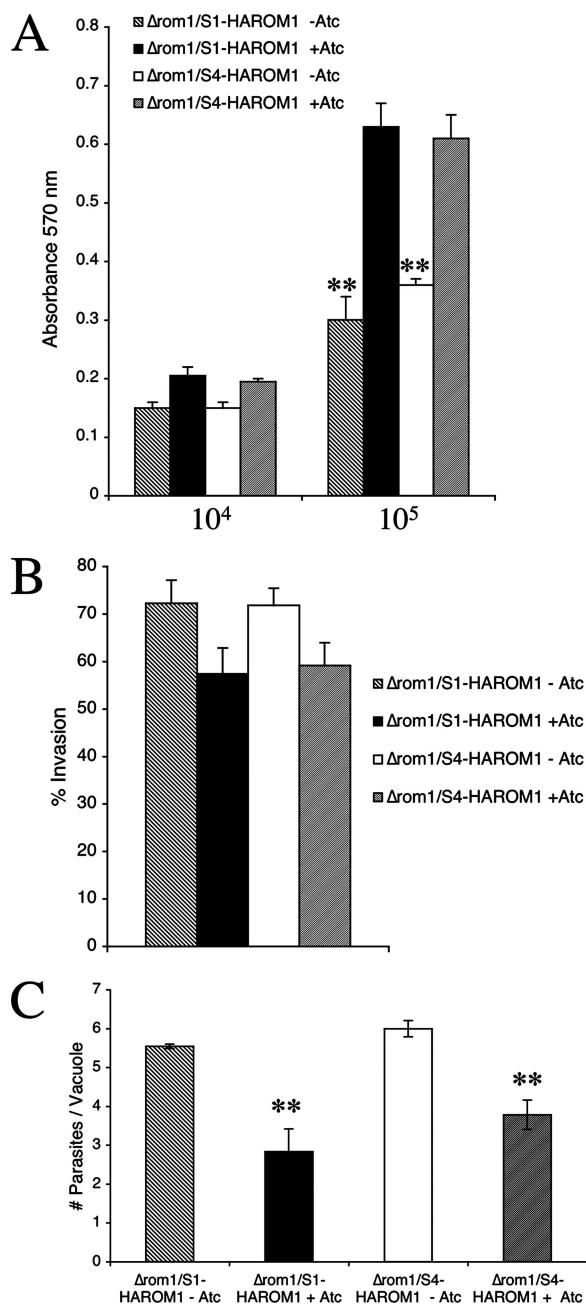 A
Δrom1/S1-HAROM1 -Atc
Δrom1/S1-HAROM1 +Atc
Δrom1/S4-HAROM1 -Atc
Δrom1/S4-HAROM1 +Atc
0.8
0.7
0.6
0.5
0.4
0.3
0.2
0.1
0
Absorbance 570 nm
**
**
10⁴
10⁵
B
80
70
60
50
40
30
20
10
0
% Invasion
Δrom1/S1-HAROM1 - Atc
Δrom1/S1-HAROM1 +Atc
Δrom1/S4-HAROM1 - Atc
Δrom1/S4-HAROM1 +Atc
C
7
6
5
4
3
2
1
0
# Parasites / Vacuole
**
**
Δrom1/S1-
HAROM1 - Atc
Δrom1/S1-
HAROM1 + Atc
Δrom1/S4-
HAROM1 - Atc
Δrom1/S4-
HAROM1 + Atc